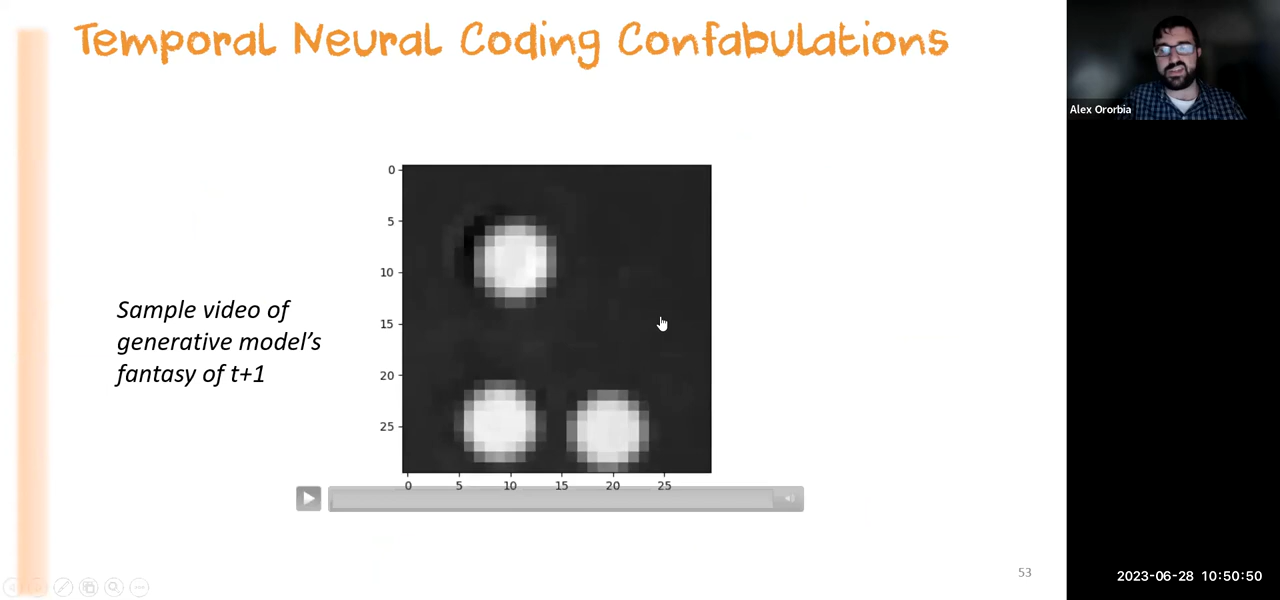 Temporal Neural Coding Confabulations
Alex Ororbia
0
5
10
15
20
25
Sample video of
generative model's
fantasy of t+1
0 5 10 15 20 25
53
2023-06-28 10:50:50